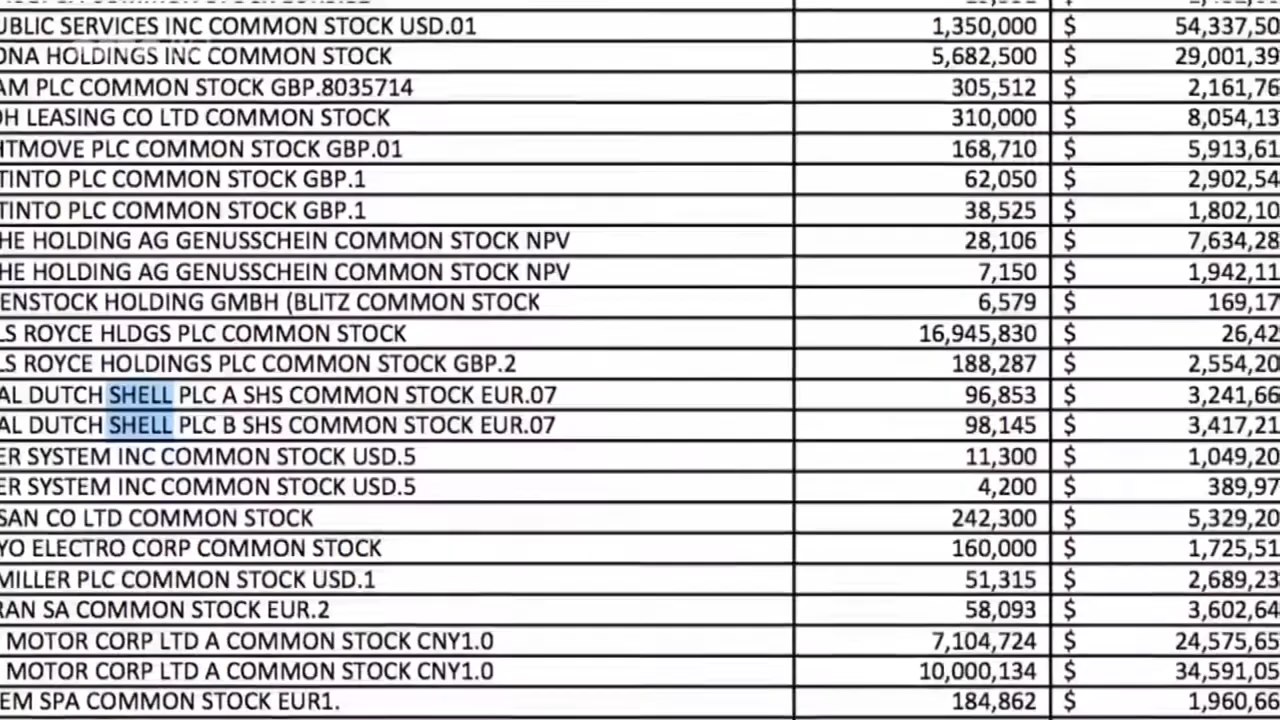 UBLIC SERVICES INC COMMON STOCK USD.01 1,350,000 $ 54,337,50
ONA HOLDINGS INC COMMON STOCK 5,682,500 $ 29,001,39
AM PLC COMMON STOCK GBP.8035714 305,512 $ 2,161,76
OH LEASING CO LTD COMMON STOCK 310,000 $ 8,054,13
HTMOVE PLC COMMON STOCK GBP.01 168,710 $ 5,913,61
TINTO PLC COMMON STOCK GBP.1 62,050 $ 2,902,54
TINTO PLC COMMON STOCK GBP.1 38,525 $ 1,802,10
HE HOLDING AG GENUSSCHEIN COMMON STOCK NPV 28,106 $ 7,634,28
HE HOLDING AG GENUSSCHEIN COMMON STOCK NPV 7,150 $ 1,942,11
ENSTOCK HOLDING GMBH (BLITZ COMMON STOCK 6,579 $ 169,17
LS ROYCE HLDGS PLC COMMON STOCK 16,945,830 $ 26,42
LS ROYCE HOLDINGS PLC COMMON STOCK GBP.2 188,287 $ 2,554,20
AL DUTCH SHELL PLC A SHS COMMON STOCK EUR.07 96,853 $ 3,241,66
AL DUTCH SHELL PLC B SHS COMMON STOCK EUR.07 98,145 $ 3,417,21
ER SYSTEM INC COMMON STOCK USD.5 11,300 $ 1,049,20
ER SYSTEM INC COMMON STOCK USD.5 4,200 $ 389,97
SAN CO LTD COMMON STOCK 242,300 $ 5,329,20
YO ELECTRO CORP COMMON STOCK 160,000 $ 1,725,51
MILLER PLC COMMON STOCK USD.1 51,315 $ 2,689,23
RAN SA COMMON STOCK EUR.2 58,093 $ 3,602,64
MOTOR CORP LTD A COMMON STOCK CNY1.0 7,104,724 $ 24,575,65
MOTOR CORP LTD A COMMON STOCK CNY1.0 10,000,134 $ 34,591,05
EM SPA COMMON STOCK EUR1. 184,862 $ 1,960,66